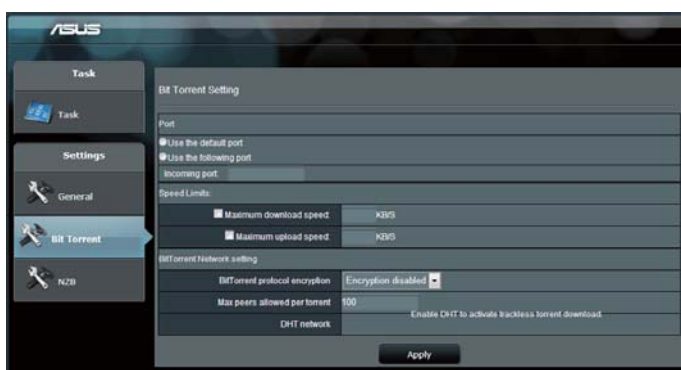 ASUS
Task
Task
Settings
General
Bit Torrent
NZB
Bit Torrent Setting
Port
Use the default port
Use the following port
Incoming port:
Speed Limits:
Maximum download speed: KB/S
Maximum upload speed: KB/S
BitTorrent Network setting
BitTorrent protocol encryption Encryption disabled
Max peers allowed per torrent 100
DHT network Enable DHT to activate trackless torrent download.
Apply